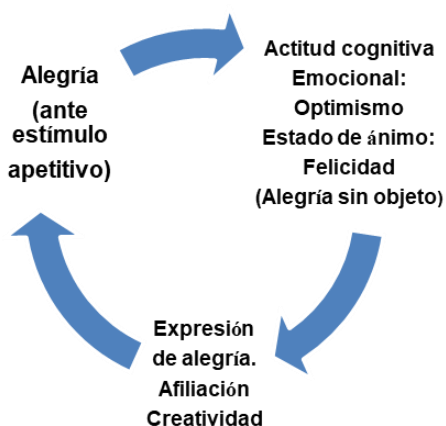 Alegría
(ante
estímulo
apetitivo)
Actitud cognitiva
Emocional:
Optimismo
Estado de ánimo:
Felicidad
(Alegría sin objeto)
Expresión
de alegría.
Afiliación
Creatividad